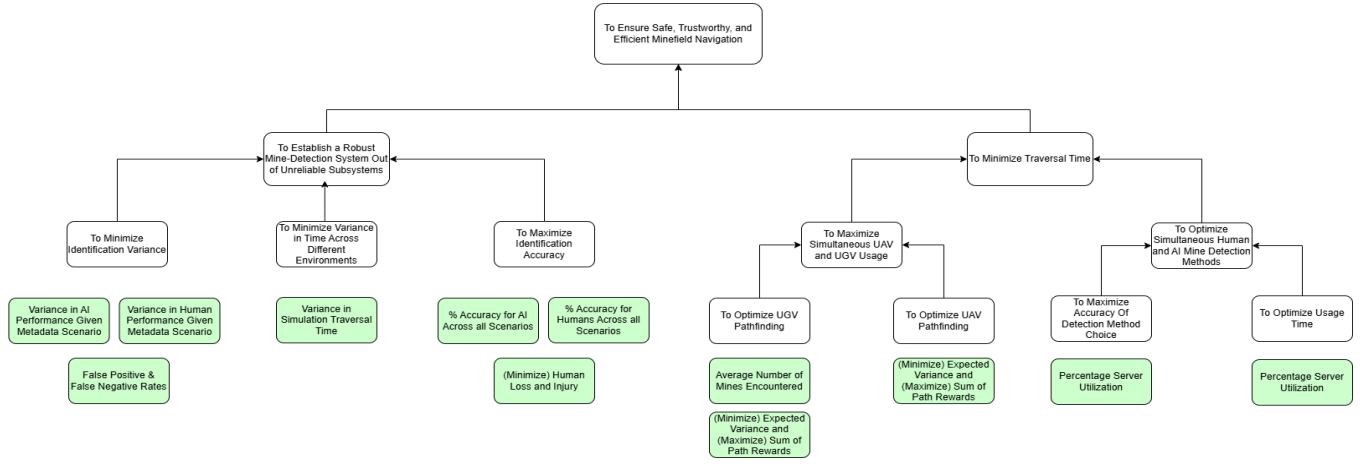 To Ensure Safe, Trustworthy, and
Efficient Minefield Navigation
To Establish a Robust
Mine-Detection System Out
of Unreliable Subsystems
To Minimize Traversal Time
To Minimize
Identification Variance
To Minimize Variance
in Time Across
Different
Environments
To Maximize
Identification
Accuracy
To Maximize
Simultaneous UAV
and UGV Usage
To Optimize
Simultaneous Human
and AI Mine Detection
Methods
Variance in AI
Performance Given
Metadata Scenario
Variance in Human
Performance Given
Metadata Scenario
Variance in
Simulation Traversal
Time
% Accuracy for AI
Across all Scenarios
% Accuracy for
Humans Across all
Scenarios
To Optimize UGV
Pathfinding
To Optimize UAV
Pathfinding
To Maximize
Accuracy Of
Detection Method
Choice
To Optimize Usage
Time
False Positive &
False Negative Rates
(Minimize) Human
Loss and Injury
Average Number of
Mines Encountered
(Minimize) Expected
Variance and
(Maximize) Sum of
Path Rewards
Percentage Server
Utilization
Percentage Server
Utilization
(Minimize) Expected
Variance and
(Maximize) Sum of
Path Rewards